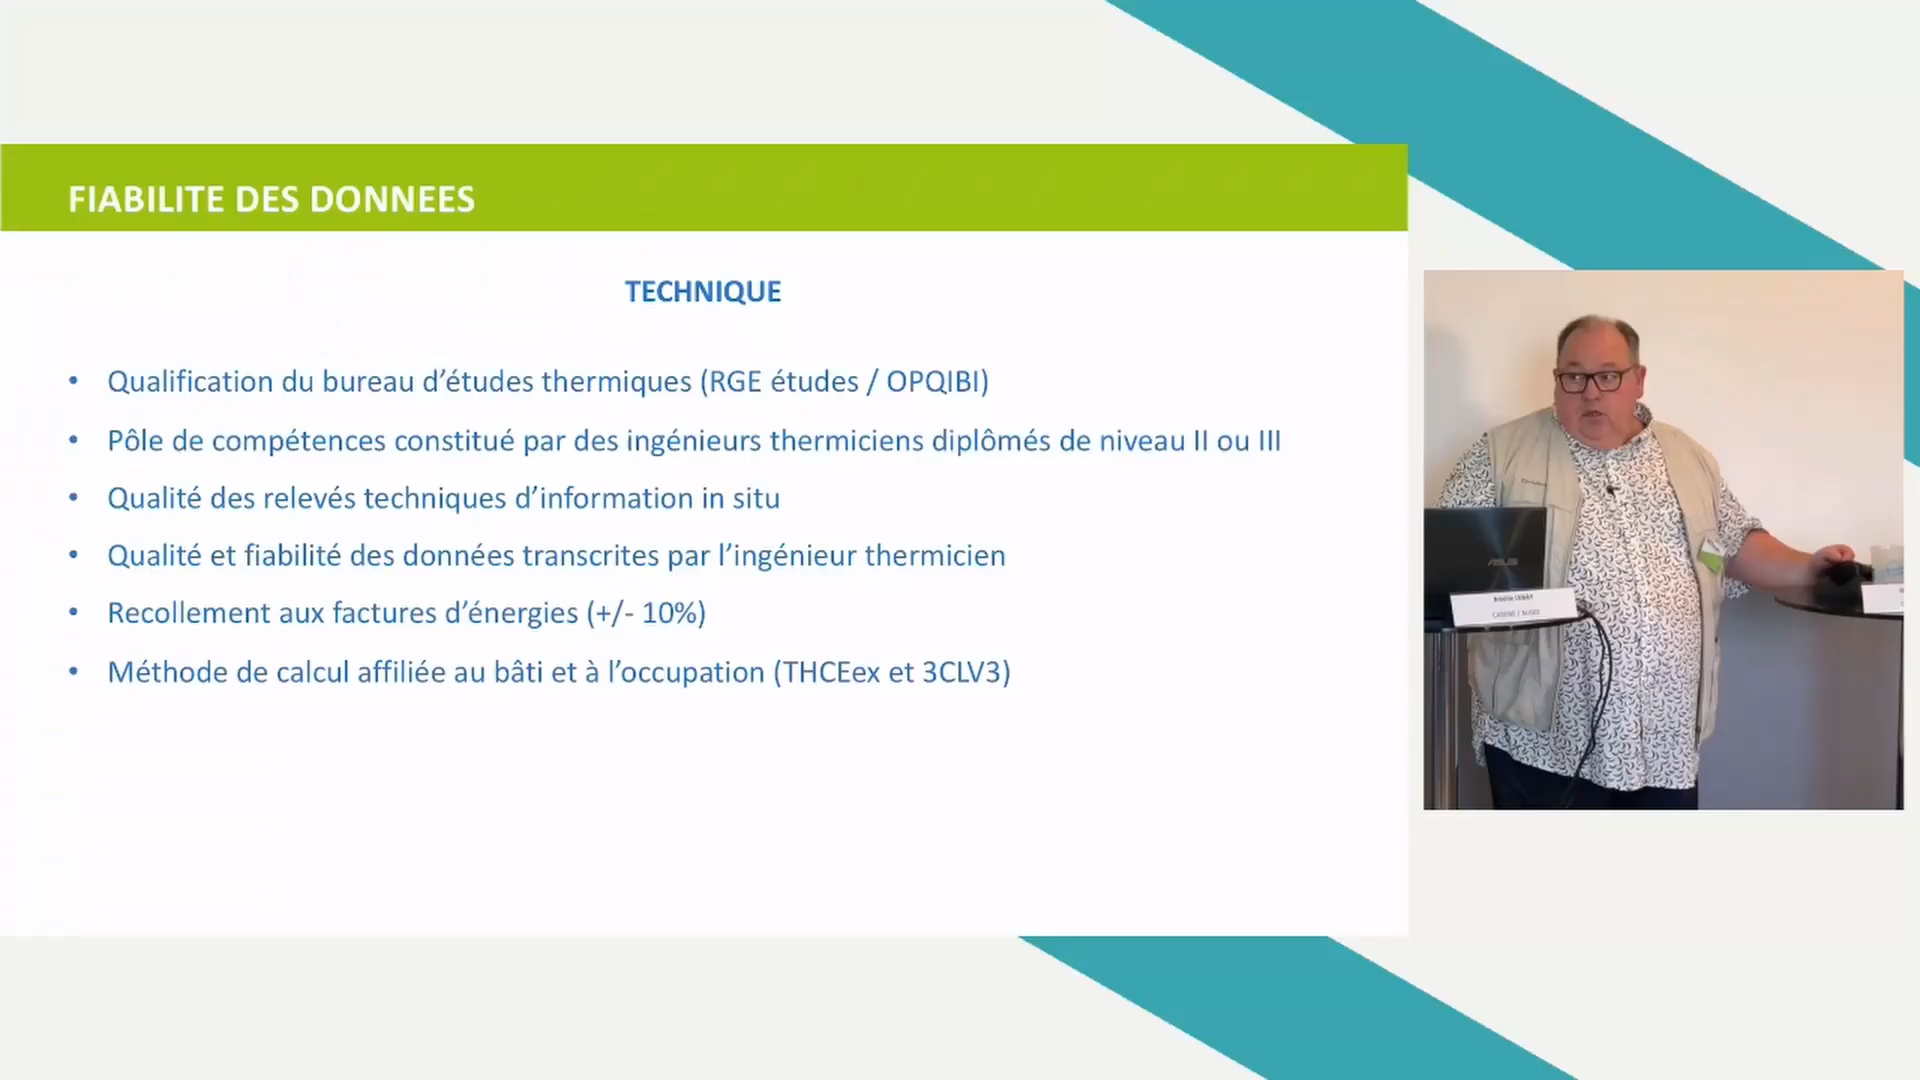 FIABILITE DES DONNEES
TECHNIQUE
• Qualification du bureau d’études thermiques (RGE études / OPQIBI)
• Pôle de compétences constitué par des ingénieurs thermiciens diplômés de niveau II ou III
• Qualité des relevés techniques d’information in situ
• Qualité et fiabilité des données transcrites par l’ingénieur thermicien
• Recollement aux factures d’énergies (+/- 10%)
• Méthode de calcul affiliée au bâti et à l’occupation (THCEex et 3CLV3)
ASUS